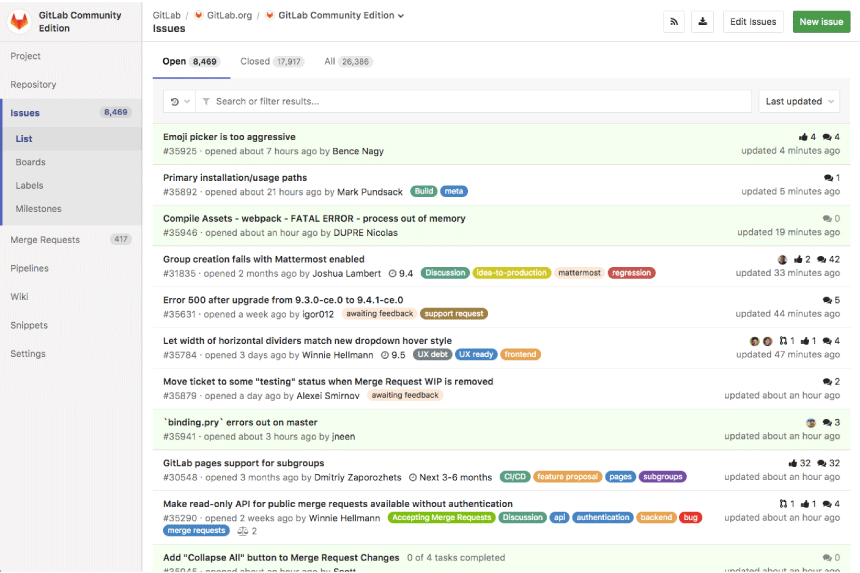 GitLab Community Edition
Project
Repository
Issues 8,469
List
Boards
Labels
Milestones
Merge Requests 417
Pipelines
Wiki
Snippets
Settings
GitLab / GitLab.org / GitLab Community Edition
Issues
Edit Issues
New issue
Open 8,469 Closed 17,917 All 26,386
Search or filter results...
Last updated
Emoji picker is too aggressive 4 4
#35925 · opened about 7 hours ago by Bence Nagy updated 4 minutes ago
Primary installation/usage paths 1
#35892 · opened about 21 hours ago by Mark Pundsack Build meta updated 5 minutes ago
Compile Assets - webpack - FATAL ERROR - process out of memory 0
#35946 · opened about an hour ago by DUPRE Nicolas updated 19 minutes ago
Group creation fails with Mattermost enabled 2 42
#31835 · opened 2 months ago by Joshua Lambert 9.4 Discussion idea-to-production mattermost regression updated 33 minutes ago
Error 500 after upgrade from 9.3.0-ce.0 to 9.4.1-ce.0 5
#35631 · opened a week ago by igor012 awaiting feedback support request updated 44 minutes ago
Let width of horizontal dividers match new dropdown hover style 1 1 4
#35784 · opened 3 days ago by Winnie Hellmann 9.5 UX debt UX ready frontend updated 47 minutes ago
Move ticket to some "testing" status when Merge Request WIP is removed 2
#35879 · opened a day ago by Alexei Smirnov awaiting feedback updated about an hour ago
`binding.pry` errors out on master 3
#35941 · opened about 3 hours ago by jneen updated about an hour ago
GitLab pages support for subgroups 32 32
#30548 · opened 3 months ago by Dmitriy Zaporozhets Next 3-6 months CI/CD feature proposal pages subgroups updated about an hour ago
Make read-only API for public merge requests available without authentication 1 1 4
#35290 · opened 2 weeks ago by Winnie Hellmann Accepting Merge Requests Discussion api authentication backend bug updated about an hour ago
merge requests 2
Add "Collapse All" button to Merge Request Changes 0 of 4 tasks completed 0
#35945 · opened about an hour ago by Scott updated about an hour ago